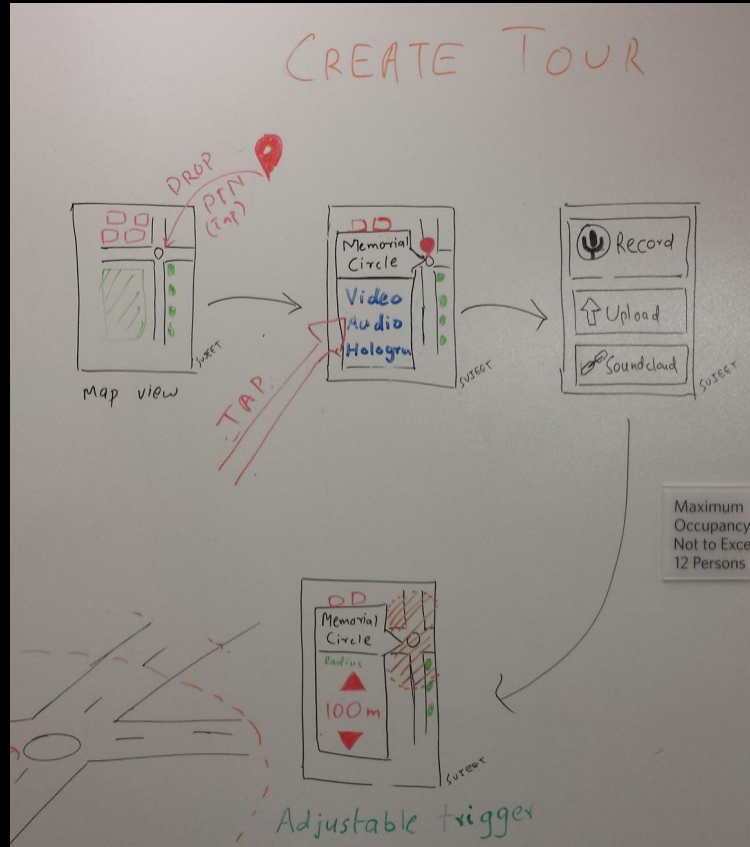 CREATE TOUR
DROP
PIN
(Tap)
SUJEET
Map view
Memorial
Circle
Video
Audio
Hologra
TAP
SUJEET
Record
Upload
Soundcloud
SUJEET
Maximum
Occupancy
Not to Exce
12 Persons
Memorial
Circle
Radius
100m
SUJEET
Adjustable trigger